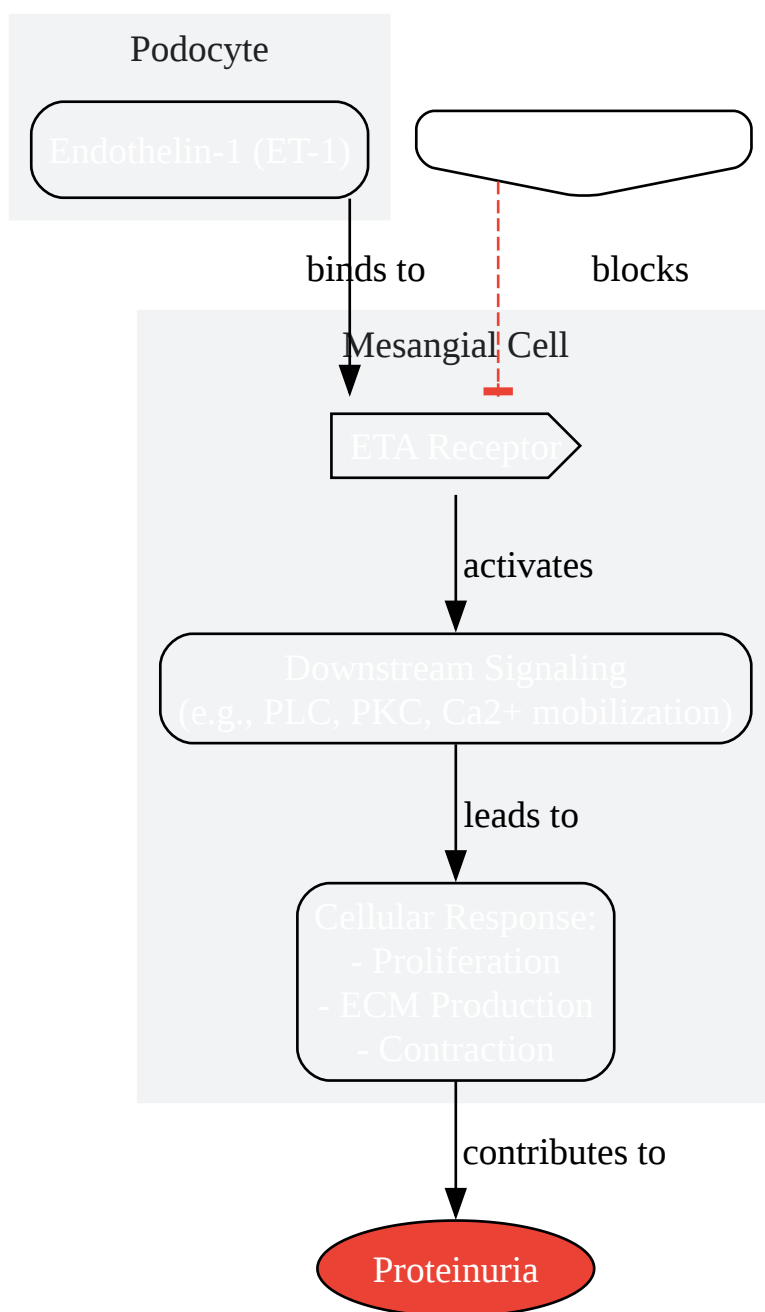 Podocyte
Endothelin-1 (ET-1)
binds to
blocks
Mesangial Cell
ETA Receptor
activates
Downstream Signaling
(e.g., PLC, PKC, Ca2+ mobilization)
leads to
Cellular Response:
- Proliferation
- ECM Production
- Contraction
contributes to
Proteinuria